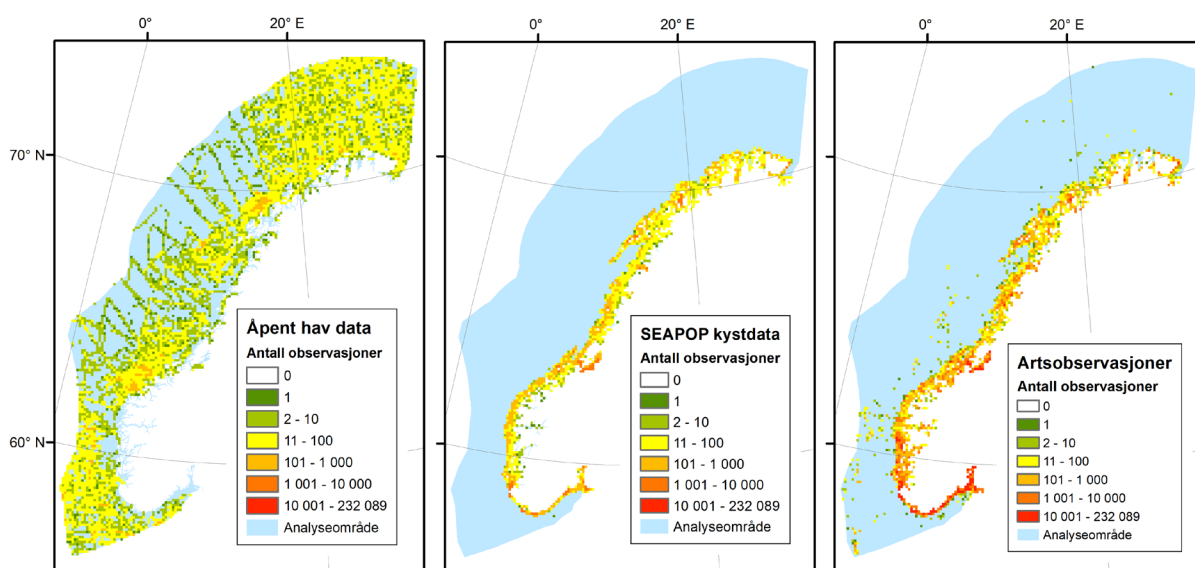 0°
20° E
0°
20° E
0°
20° E
70° N
60° N
Åpent hav data
Antall observasjoner
0
1
2 - 10
11 - 100
101 - 1 000
1 001 - 10 000
10 001 - 232 089
Analyseområde
SEAPOP kystdata
Antall observasjoner
0
1
2 - 10
11 - 100
101 - 1 000
1 001 - 10 000
10 001 - 232 089
Analyseområde
Artsobservasjoner
Antall observasjoner
0
1
2 - 10
11 - 100
101 - 1 000
1 001 - 10 000
10 001 - 232 089
Analyseområde